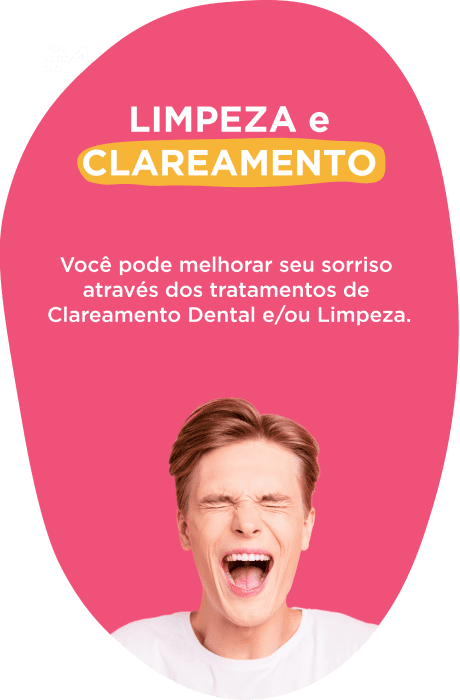 LIMPEZA e
CLAREAMENTO
Você pode melhorar seu sorriso
através dos tratamentos de
Clareamento Dental e/ou Limpeza.